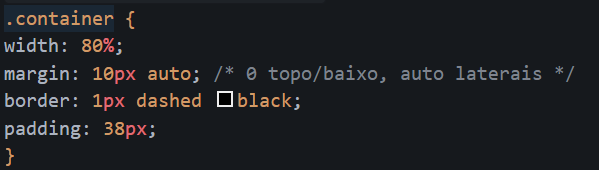 .container {
width: 80%;
margin: 10px auto; /* 0 topo/baixo, auto laterais */
border: 1px dashed black;
padding: 38px;
}